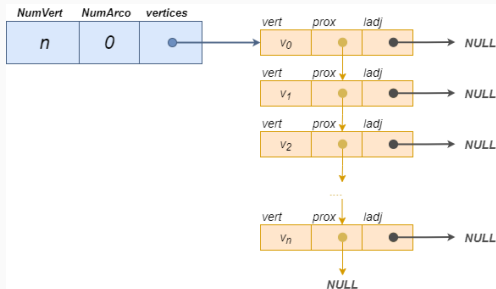 NumVert NumArco vertices
n 0
vert prox ladj
v0 NULL
vert prox ladj
v1 NULL
vert prox ladj
v2 NULL
....
vert prox ladj
vn NULL
NULL